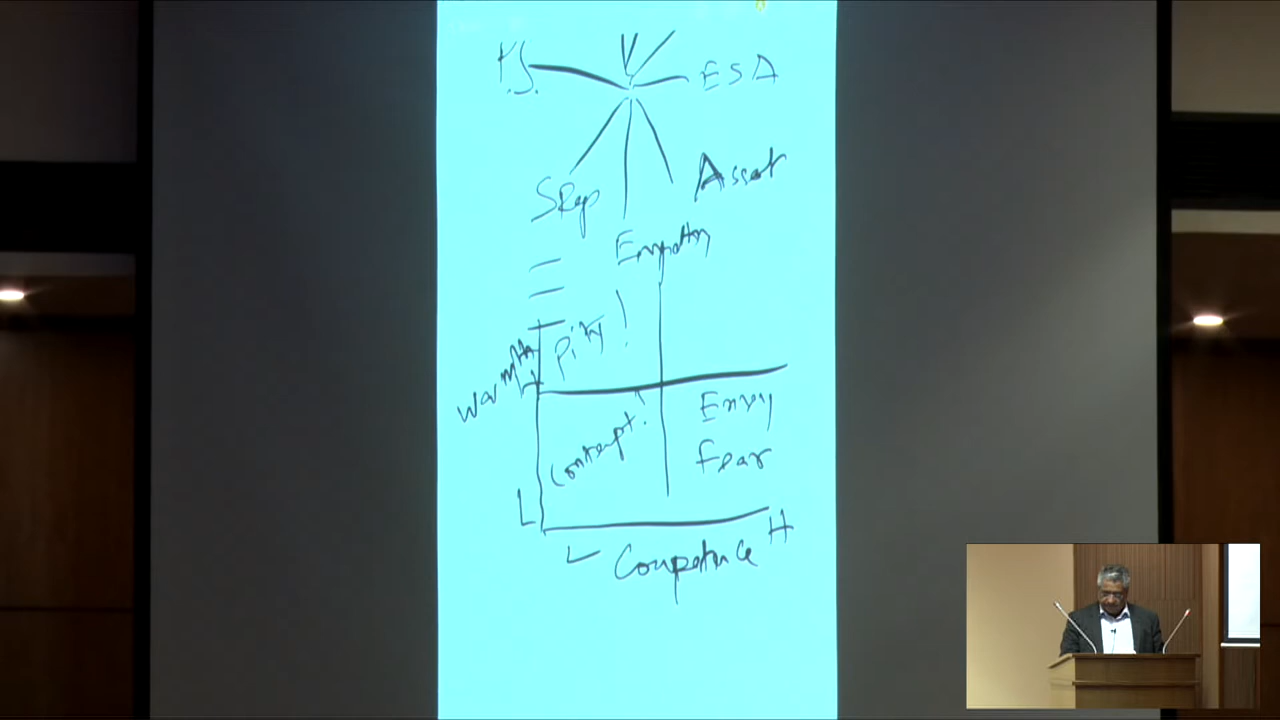 P.S.
ESA
Asset
SRep
Empathy
Pity !
Warmth
Envy
Contempt.
Fear
L
H
L Competence